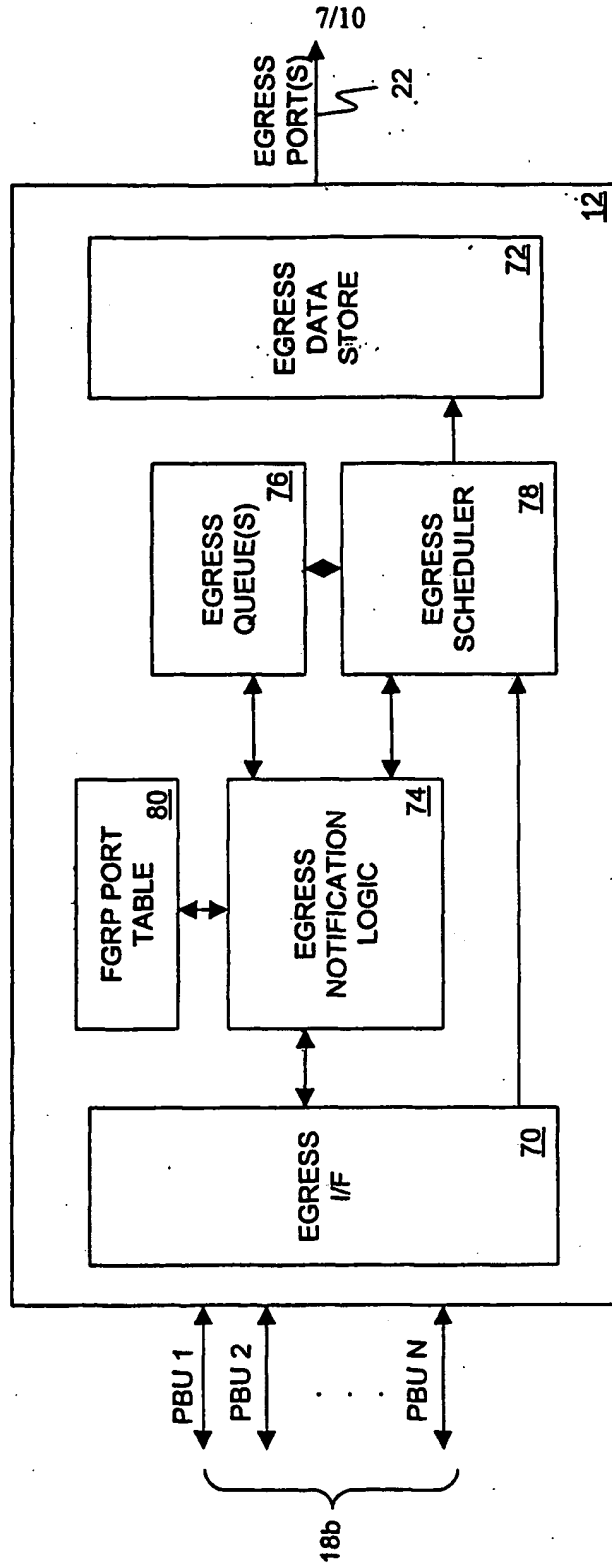 7/10
EGRESS
PORT(S)
22
12
FGRP PORT
TABLE
80
EGRESS
QUEUE(S)
76
EGRESS
DATA
STORE
72
EGRESS
I/F
70
EGRESS
NOTIFICATION
LOGIC
74
EGRESS
SCHEDULER
78
PBU 1
PBU 2
. . .
PBU N
18b